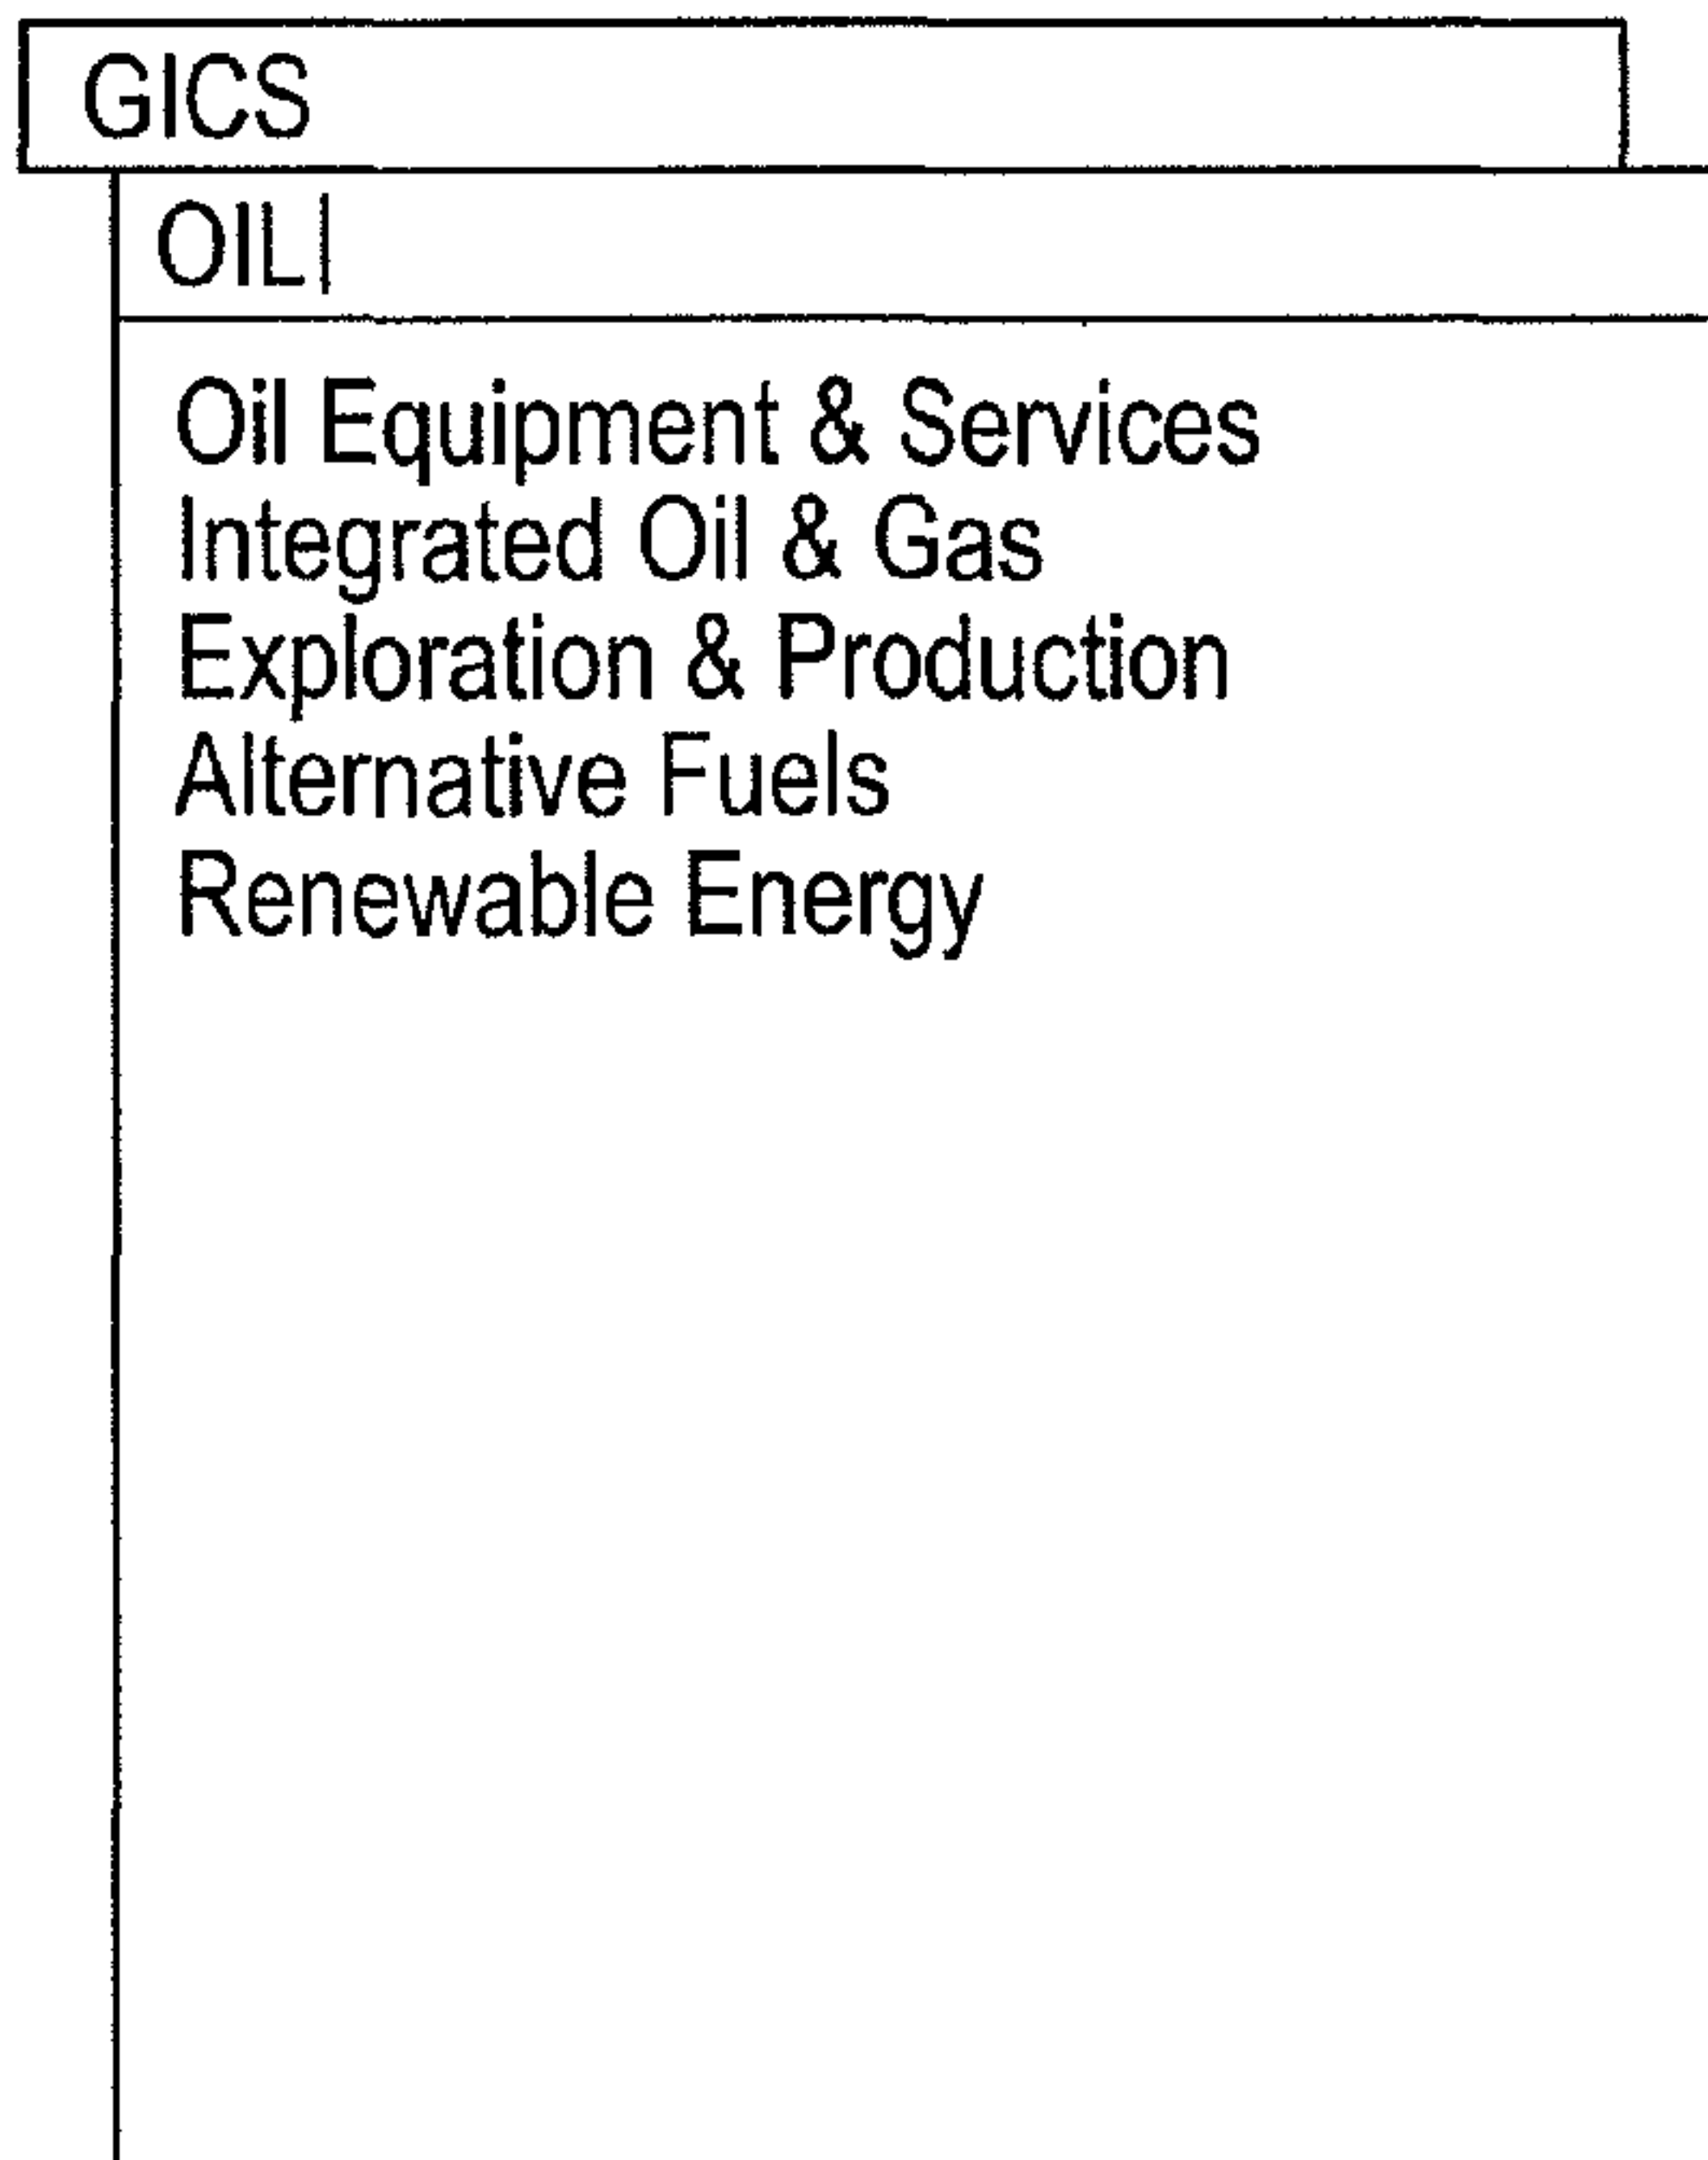 GICS
OIL
Oil Equipment & Services
Integrated Oil & Gas
Exploration & Production
Alternative Fuels
Renewable Energy